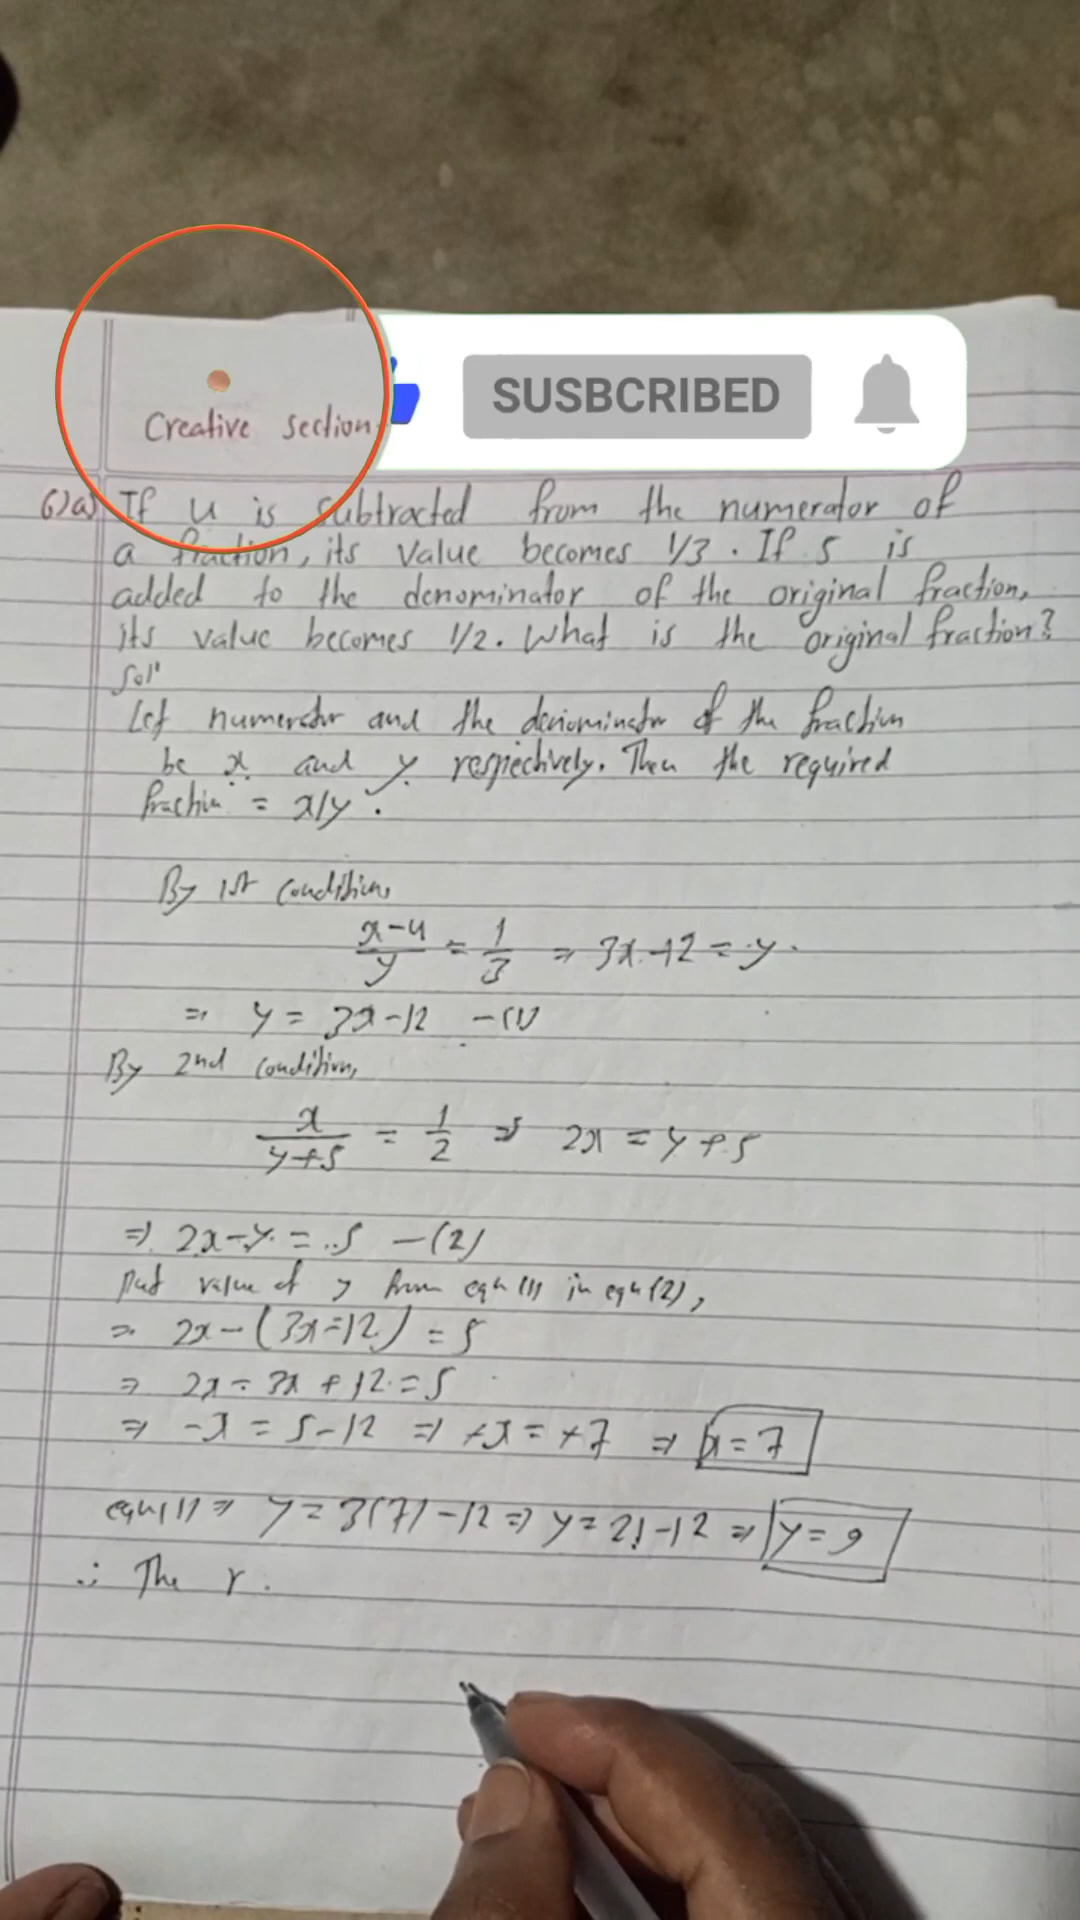 SUSBCRIBED
Creative section
6)a) If 4 is subtracted from the numerator of
a fraction, its value becomes 1/3. If 5 is
added to the denominator of the original fraction,
its value becomes 1/2. What is the original fraction?
Solⁿ
Let numerator and the denominator of the fraction
be x and y respectively. Then the required
fraction = x/y.
By 1st condition,
x-4/y = 1/3 => 3x-12 = y
=> y = 3x-12 -(1)
By 2nd condition,
x/y+5 = 1/2 => 2x = y+5
=> 2x-y = 5 -(2)
Put value of y from eqn(1) in eqn(2),
=> 2x-(3x-12) = 5
=> 2x-3x+12 = 5
=> -x = 5-12 => +x = +7 => x=7
eqn(1) => y = 3(7)-12 => y = 21-12 => y=9
∴ The r